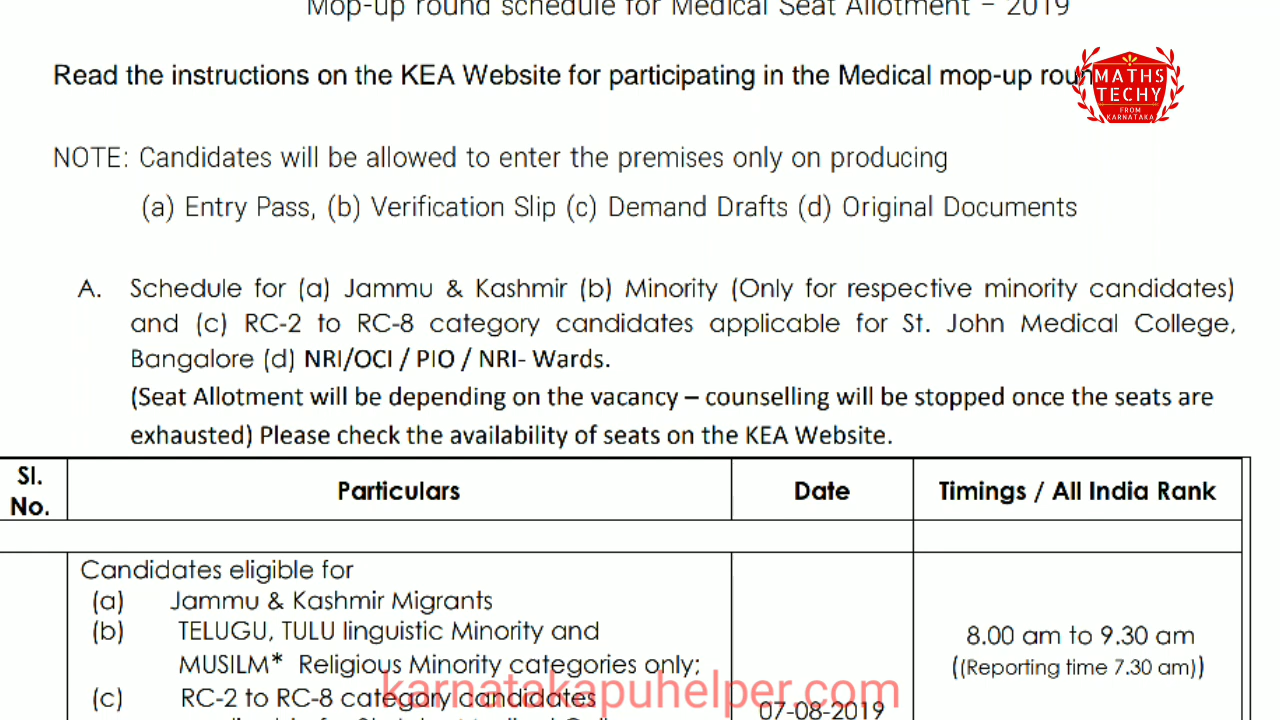 Mop-up round schedule for Medical Seat Allotment – 2019
Read the instructions on the KEA Website for participating in the Medical mop-up roun
MATHS
TECHY
FROM
KARNATAKA
NOTE: Candidates will be allowed to enter the premises only on producing
(a) Entry Pass, (b) Verification Slip (c) Demand Drafts (d) Original Documents
A. Schedule for (a) Jammu & Kashmir (b) Minority (Only for respective minority candidates)
and (c) RC-2 to RC-8 category candidates applicable for St. John Medical College,
Bangalore (d) NRI/OCI / PIO / NRI- Wards.
(Seat Allotment will be depending on the vacancy – counselling will be stopped once the seats are
exhausted) Please check the availability of seats on the KEA Website.
Sl. No. Particulars Date Timings / All India Rank
Candidates eligible for
(a) Jammu & Kashmir Migrants
(b) TELUGU, TULU linguistic Minority and
MUSILM* Religious Minority categories only;
(c) RC-2 to RC-8 category candidates
07-08-2019
8.00 am to 9.30 am
((Reporting time 7.30 am))
karnatakapuhelper.com